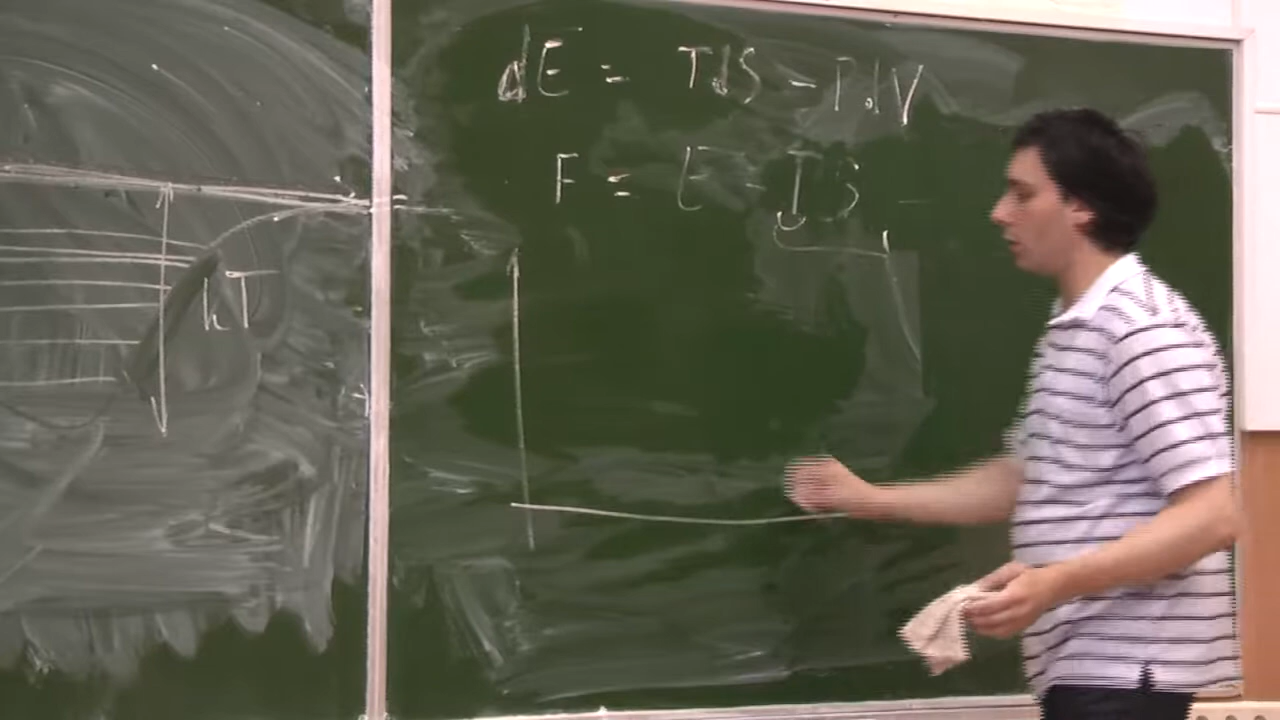 dE = TdS - PdV
F = E - TS
kT